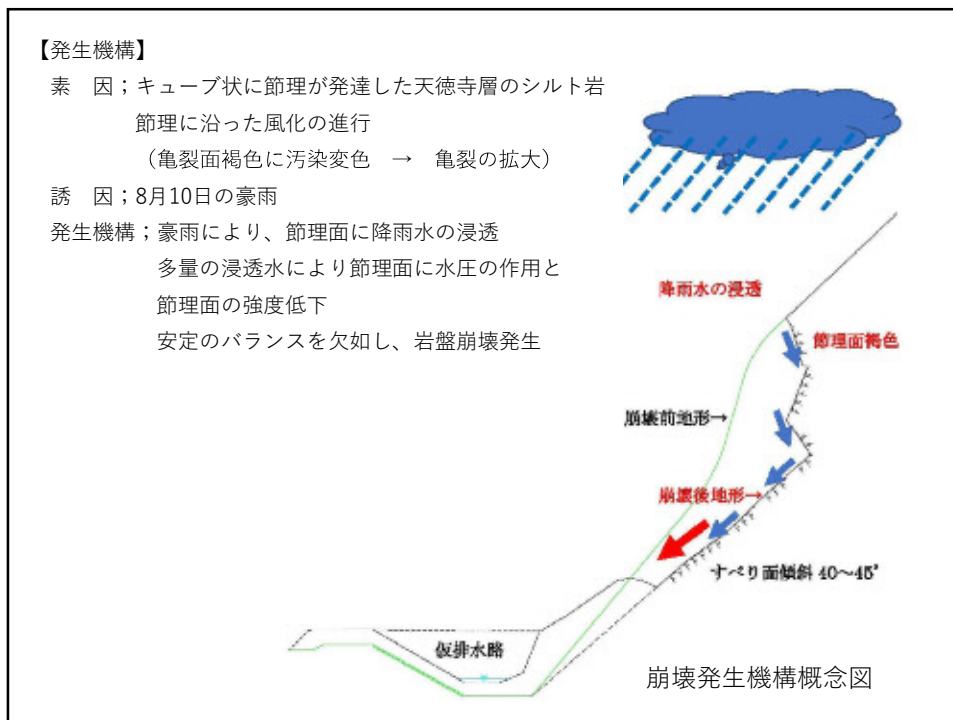 【発生機構】
素　因；キューブ状に節理が発達した天徳寺層のシルト岩
節理に沿った風化の進行
（亀裂面褐色に汚染変色　→　亀裂の拡大）
誘　因；8月10日の豪雨
発生機構；豪雨により、節理面に降雨水の浸透
多量の浸透水により節理面に水圧の作用と
節理面の強度低下
安定のバランスを欠如し、岩盤崩壊発生
降雨水の浸透
節理面褐色
崩壊前地形→
崩壊後地形→
すべり面傾斜 40～45°
仮排水路
崩壊発生機構概念図